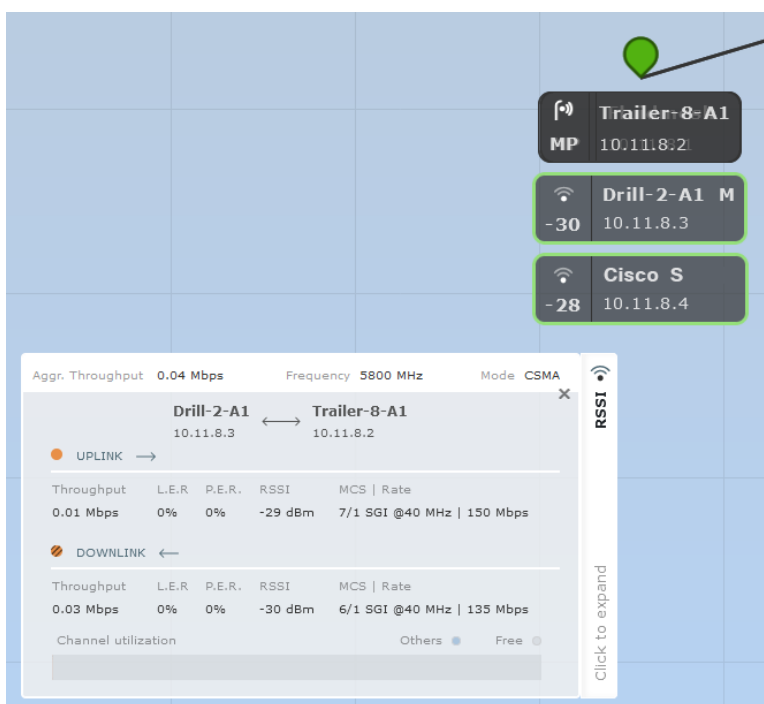 Trailer-8-A1
MP 10.11.8.2
Drill-2-A1 M
-30 10.11.8.3
Cisco S
-28 10.11.8.4
Aggr. Throughput 0.04 Mbps Frequency 5800 MHz Mode CSMA
Drill-2-A1 Trailer-8-A1
10.11.8.3 10.11.8.2
UPLINK
Throughput L.E.R P.E.R. RSSI MCS | Rate
0.01 Mbps 0% 0% -29 dBm 7/1 SGI @40 MHz | 150 Mbps
DOWNLINK
Throughput L.E.R P.E.R. RSSI MCS | Rate
0.03 Mbps 0% 0% -30 dBm 6/1 SGI @40 MHz | 135 Mbps
Channel utilization Others Free
RSSI
Click to expand